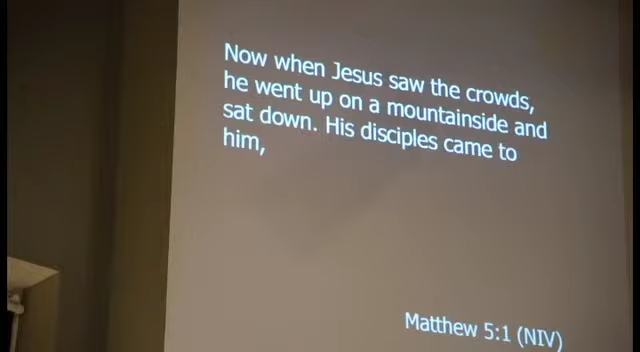 Now when Jesus saw the crowds,
he went up on a mountainside and
sat down. His disciples came to
him,
Matthew 5:1 (NIV)